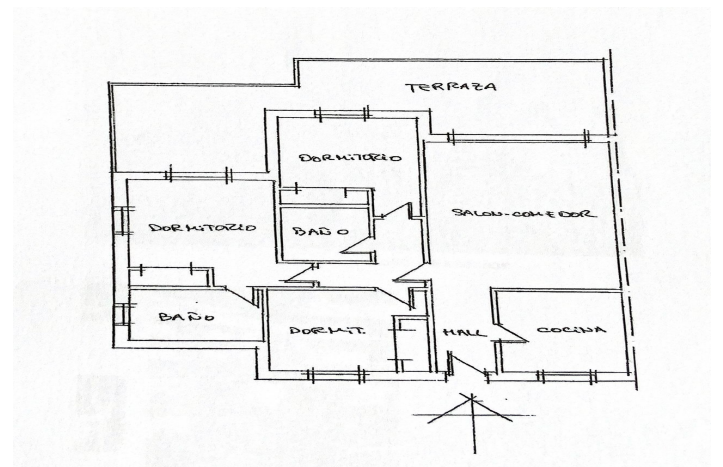 TERRAZA
DORMITORIO
SALON-COMEDOR
DORMITORIO
BAÑO
BAÑO
DORMIT.
HALL
COCINA